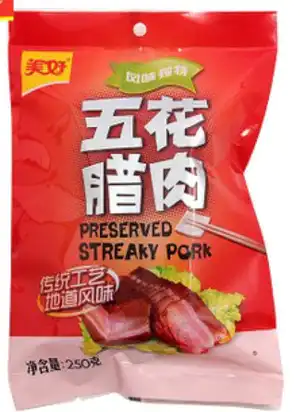 美好
风味独特
五花
腊肉
PRESERVED
STREAKY PORK
传统工艺
地道风味
净含量:250克